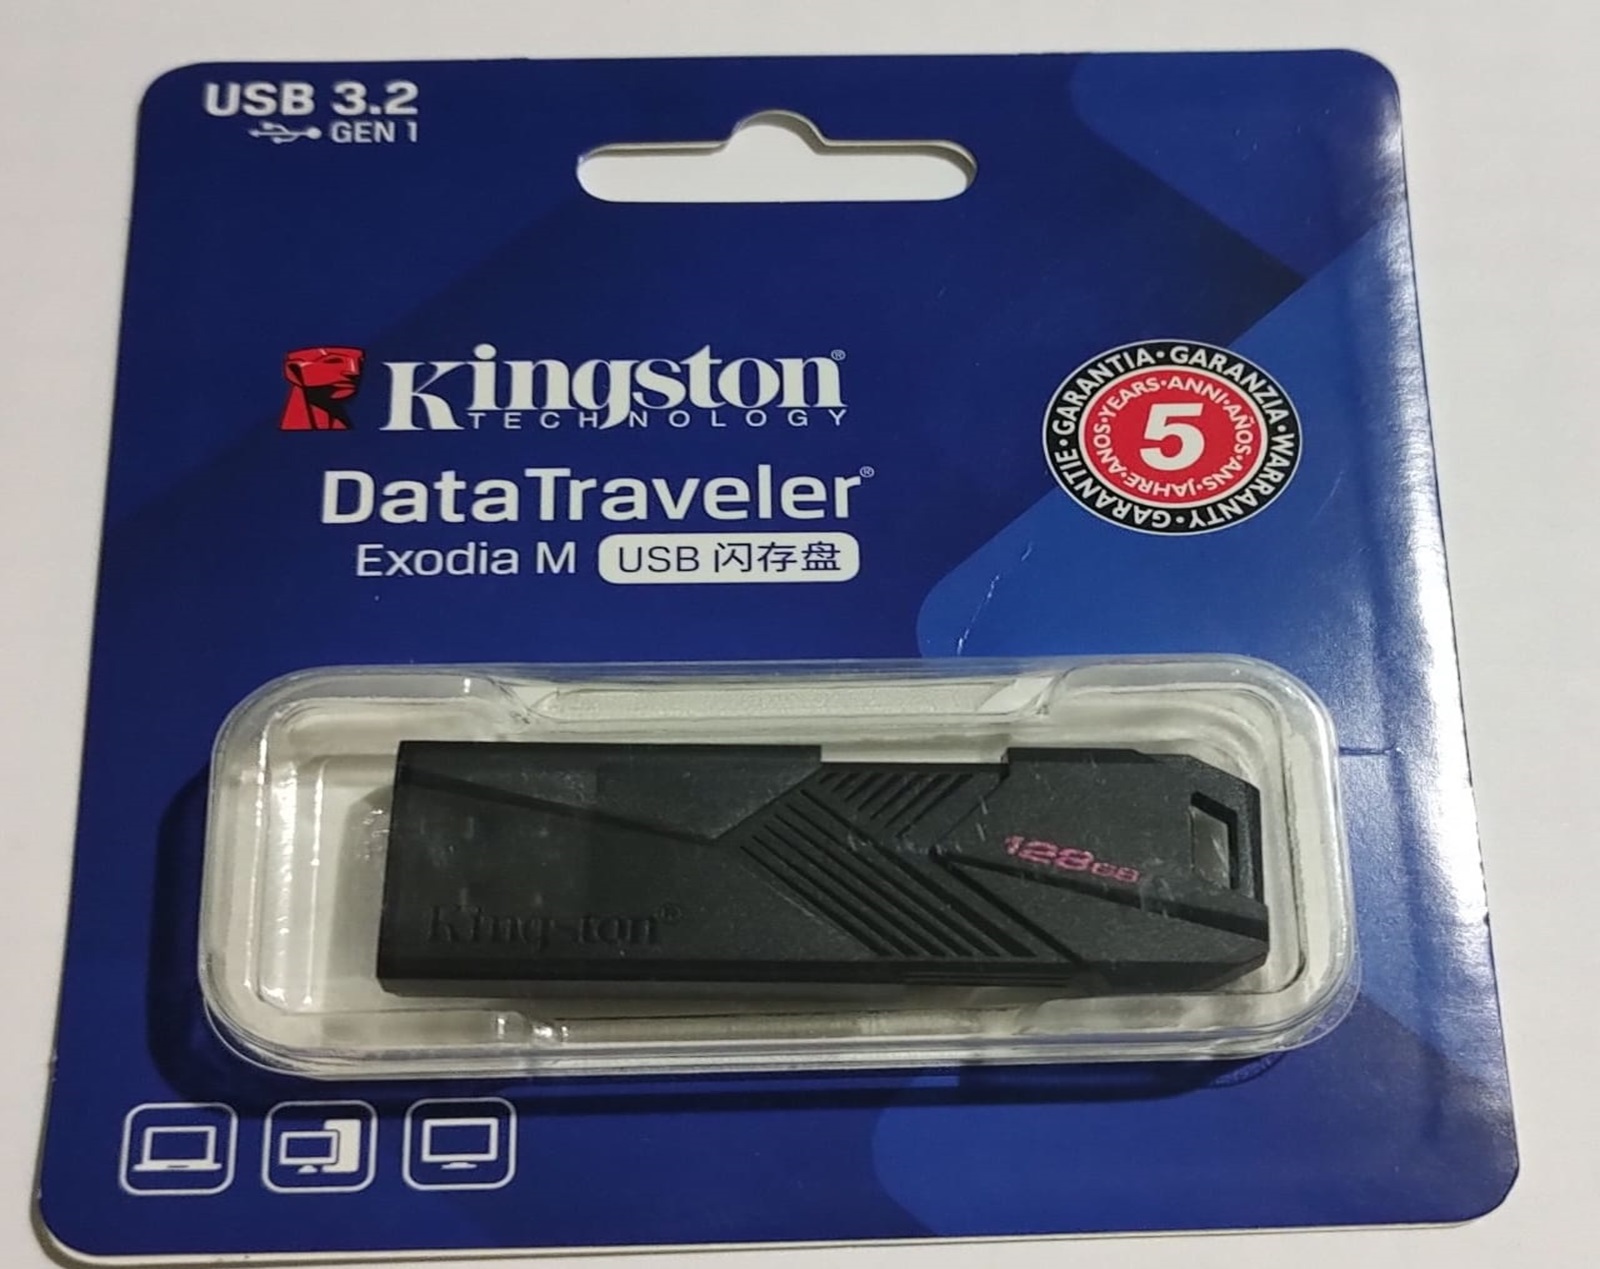 USB 3.2
GEN 1
Kingston®
TECHNOLOGY
DataTraveler®
Exodia M USB 闪存盘
GARANTIA • GARANZIA • WARRANTY • GARANTIE •
YEARS • ANNI • AÑOS • ANS • JAHRE • ANOS •
5
128GB
Kingston®